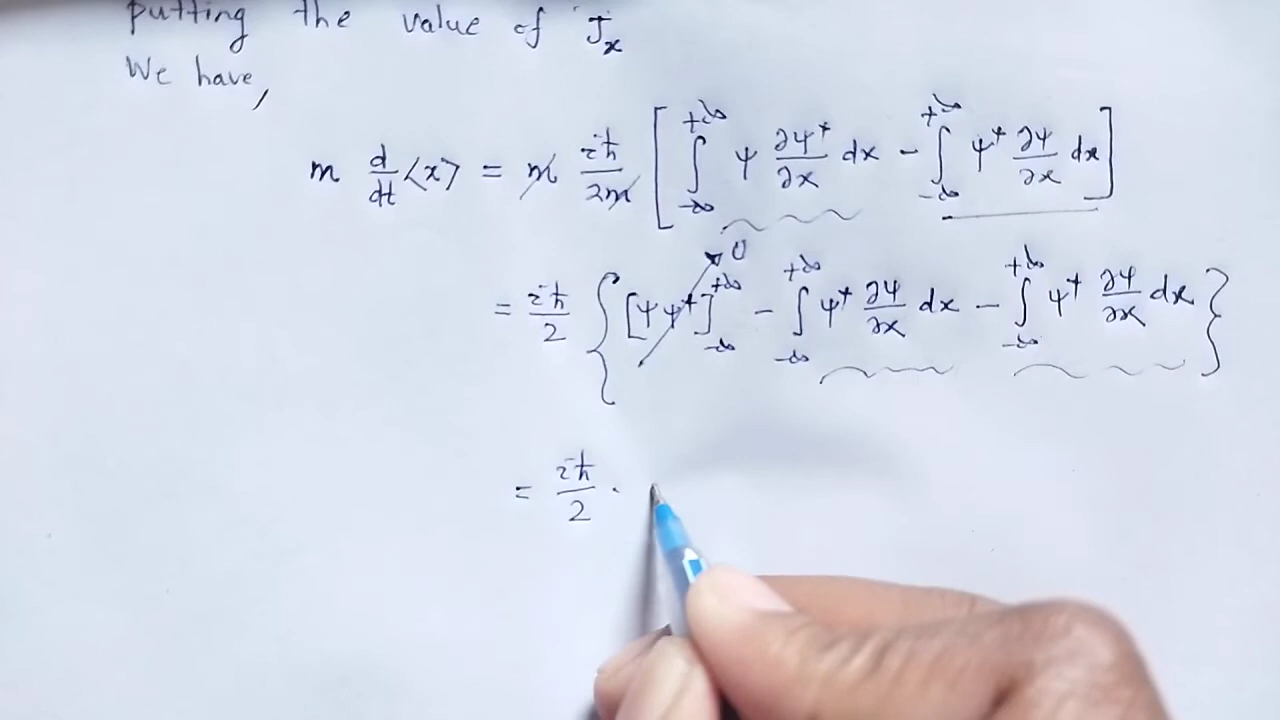 putting the value of J_x
We have,
m d/dt <x> = m iħ/2m [ ∫_{-∞}^{+∞} ψ ∂ψ*/∂x dx - ∫_{-∞}^{+∞} ψ* ∂ψ/∂x dx ]
= iħ/2 { [ψψ*]_{-∞}^{+∞} → 0 - ∫_{-∞}^{+∞} ψ* ∂ψ/∂x dx - ∫_{-∞}^{+∞} ψ* ∂ψ/∂x dx }
= iħ/2 ·